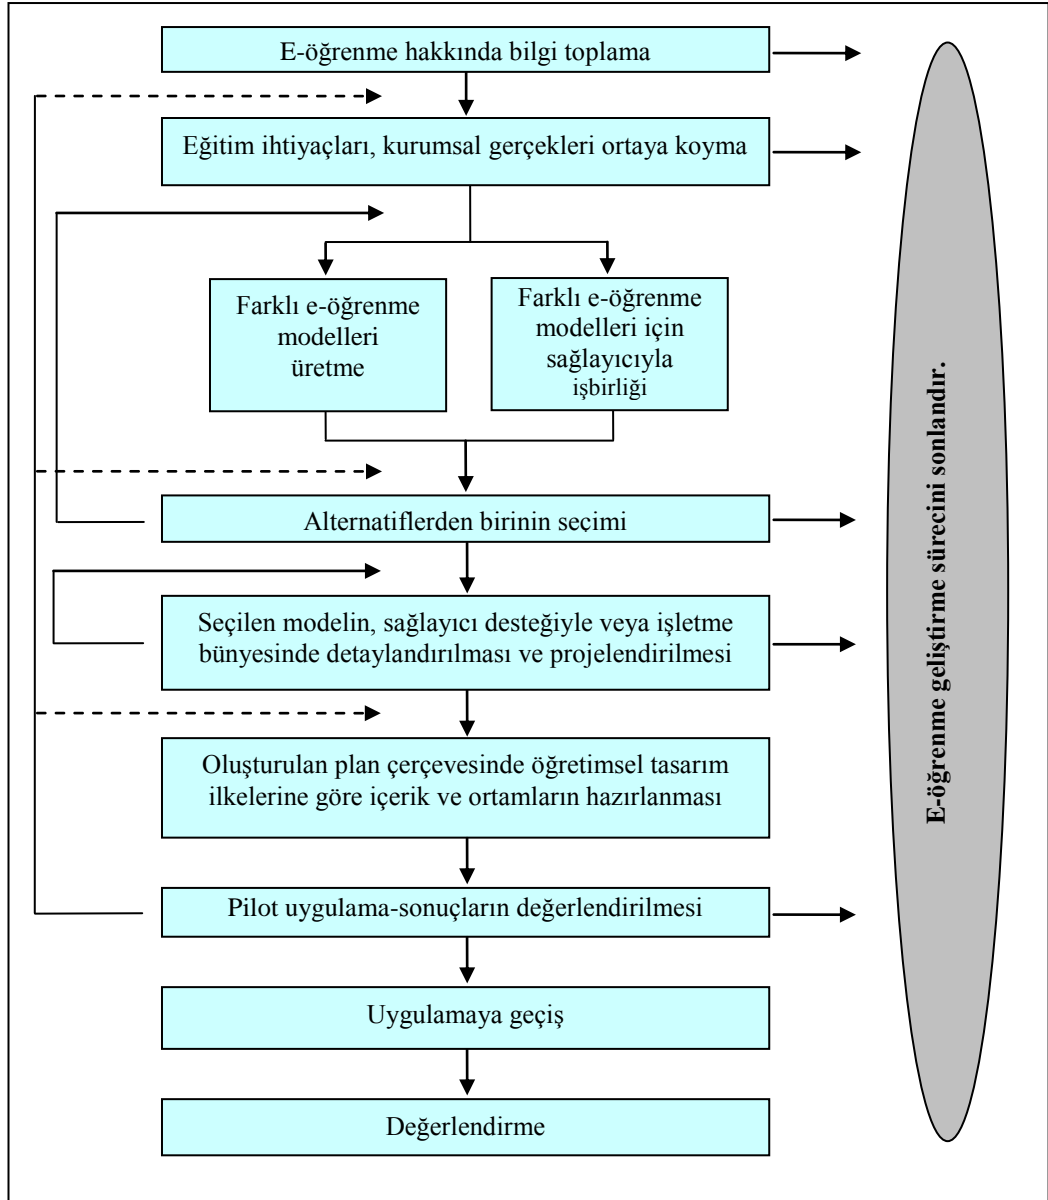 E-öğrenme hakkında bilgi toplama
Eğitim ihtiyaçları, kurumsal gerçekleri ortaya koyma
Farklı e-öğrenme
modelleri
üretme
Farklı e-öğrenme
modelleri için
sağlayıcıyla
işbirliği
Alternatiflerden birinin seçimi
Seçilen modelin, sağlayıcı desteğiyle veya işletme
bünyesinde detaylandırılması ve projelendirilmesi
Oluşturulan plan çerçevesinde öğretimsel tasarım
ilkelerine göre içerik ve ortamların hazırlanması
Pilot uygulama-sonuçların değerlendirilmesi
Uygulamaya geçiş
Değerlendirme
E-öğrenme geliştirme sürecini sonlandır.